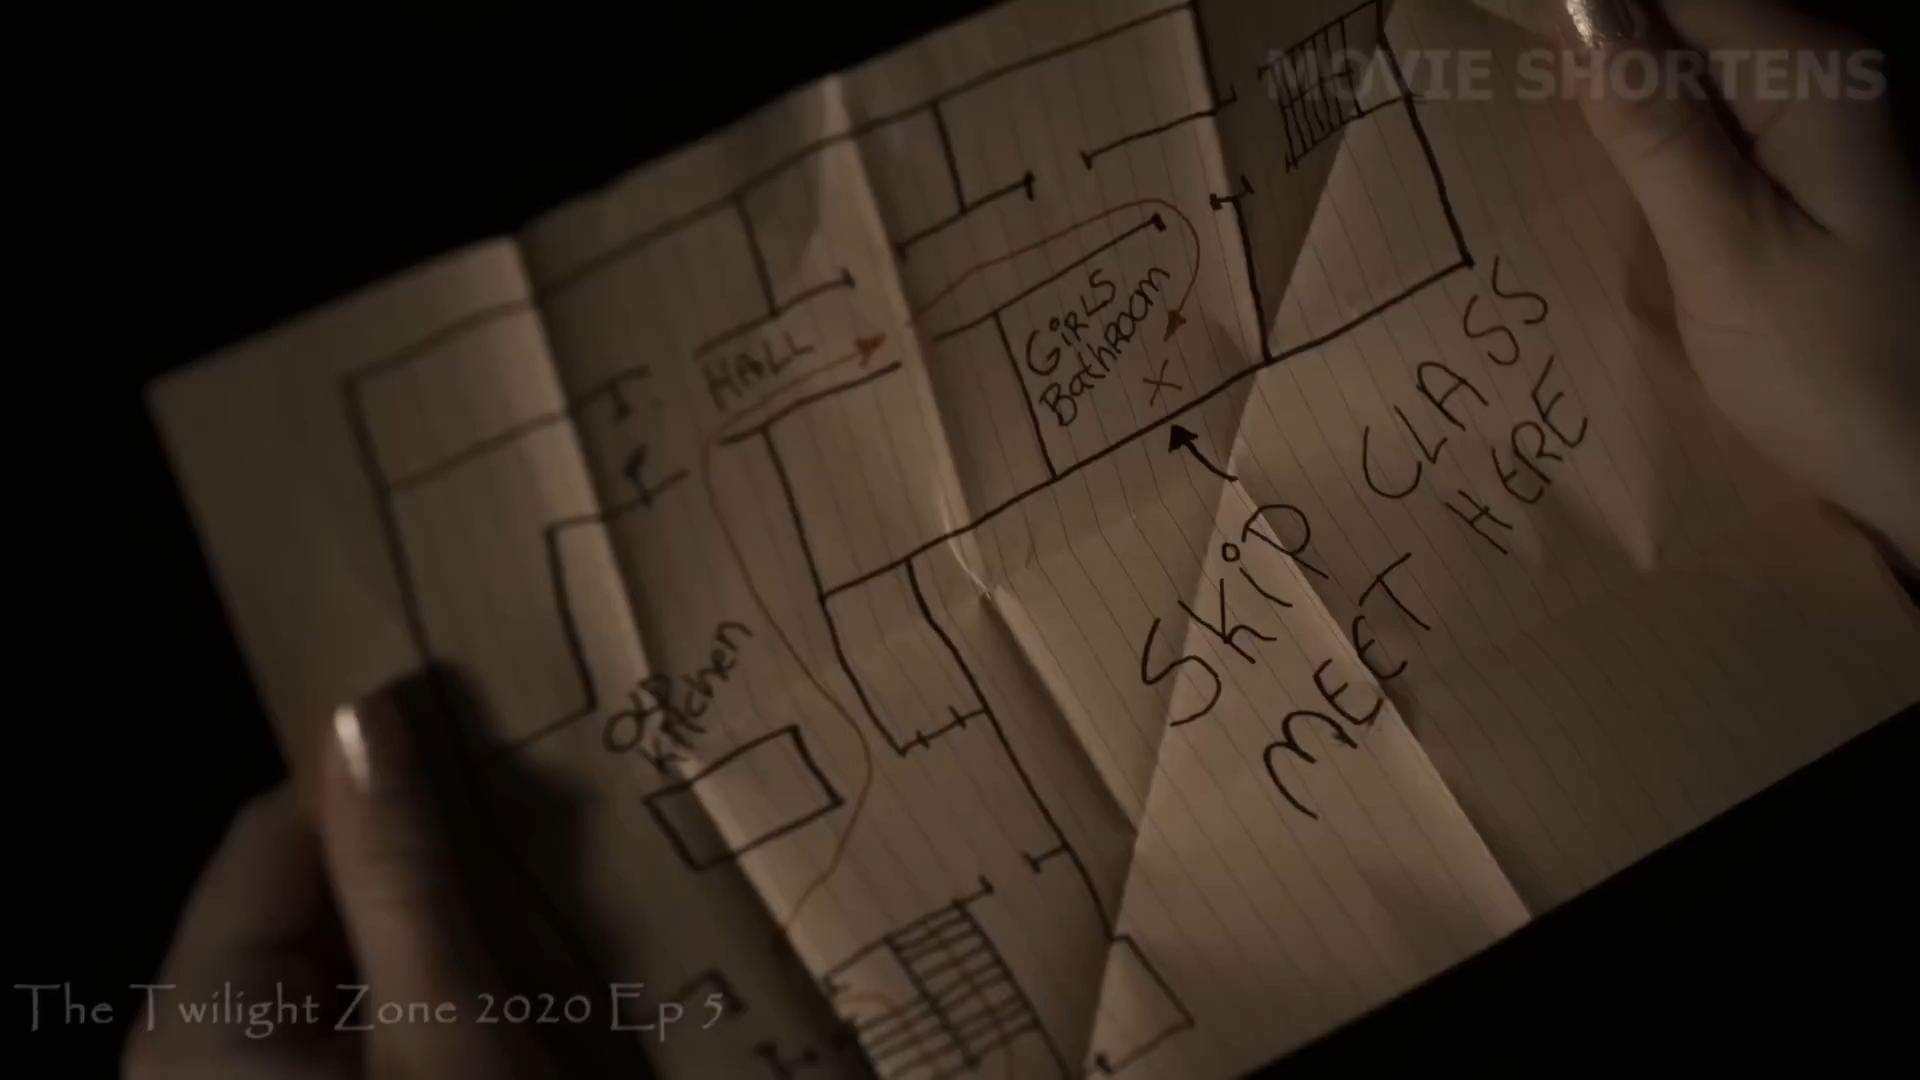 MOVIE SHORTENS
HALL
GiRLS
BathRoom
X
SKiP CLASS
MEET HERE
OLD
Kitchen
The Twilight Zone 2020 Ep 5